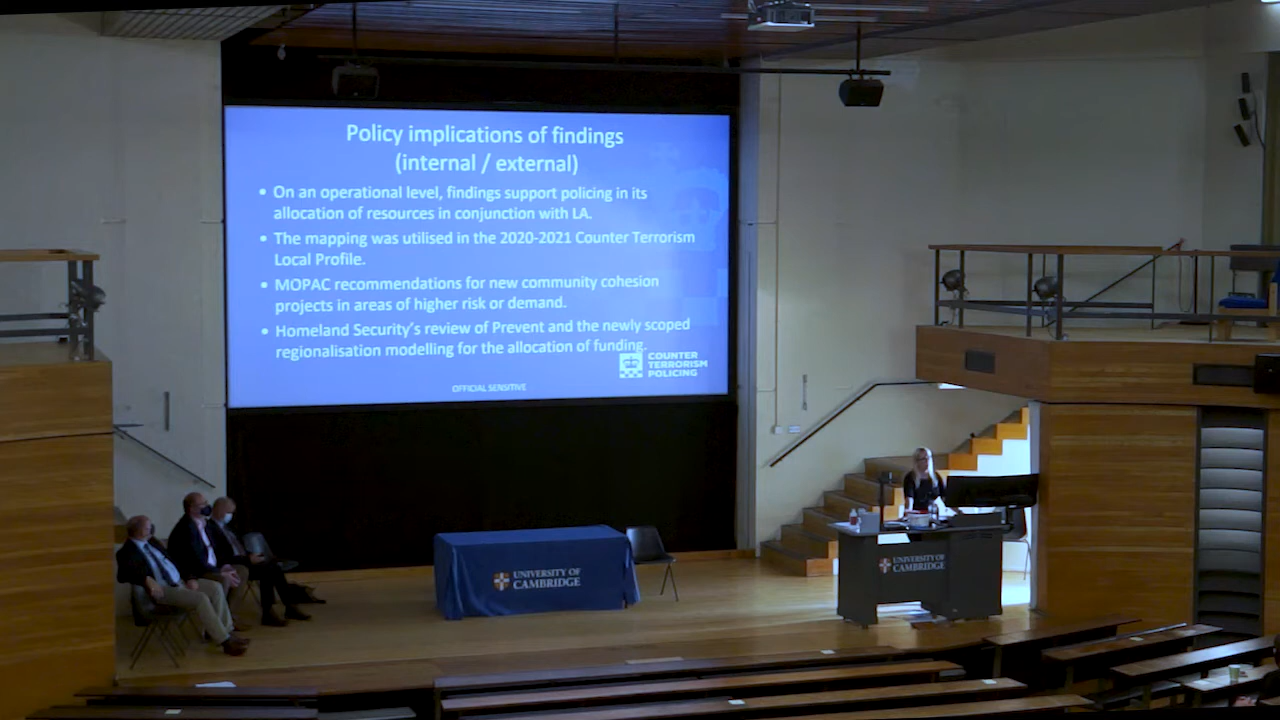 Policy implications of findings
(internal / external)
• On an operational level, findings support policing in its
allocation of resources in conjunction with LA.
• The mapping was utilised in the 2020-2021 Counter Terrorism
Local Profile.
• MOPAC recommendations for new community cohesion
projects in areas of higher risk or demand.
• Homeland Security's review of Prevent and the newly scoped
regionalisation modelling for the allocation of funding.
COUNTER
TERRORISM
POLICING
OFFICIAL SENSITIVE
UNIVERSITY OF
CAMBRIDGE
UNIVERSITY OF
CAMBRIDGE